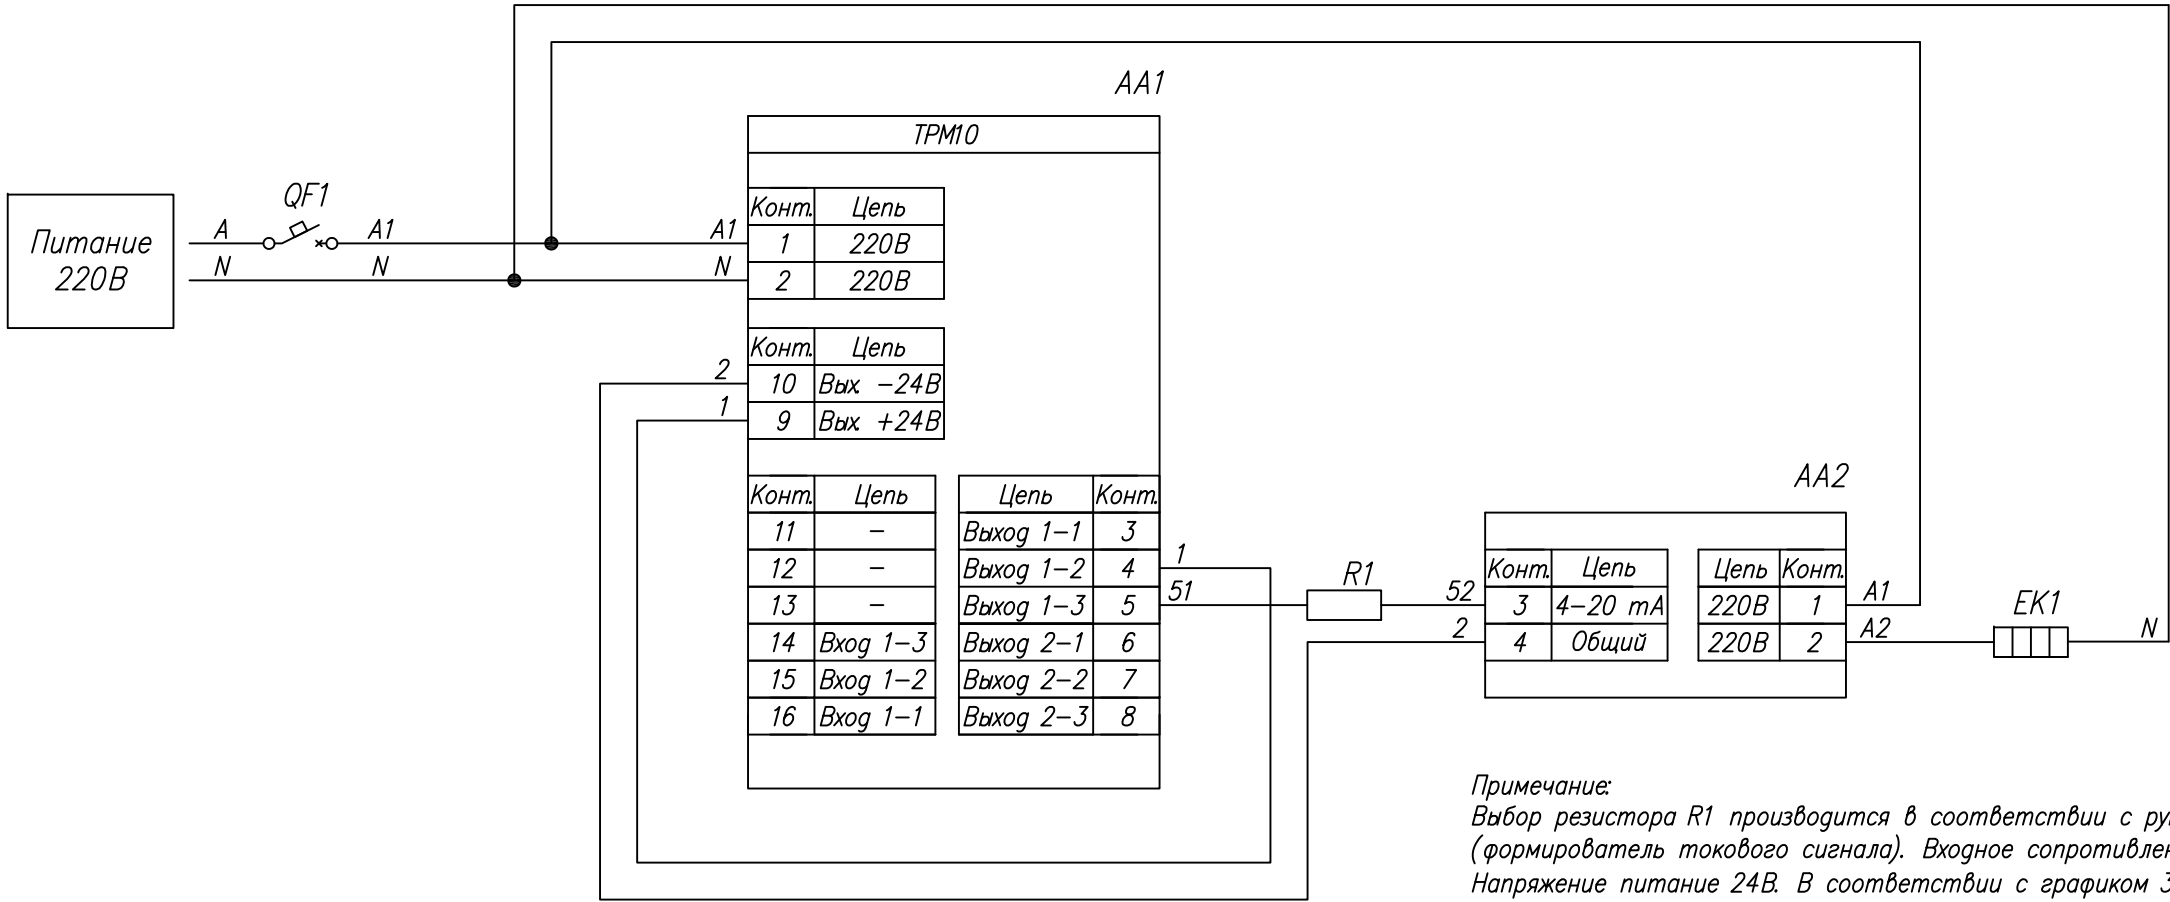 AA1
ТРМ10
QF1
Питание
220В
A
A1
A1
N
N
N
Конт. Цепь
1 220В
2 220В
Конт. Цепь
2
10 Вых. -24В
1
9 Вых. +24В
AA2
Конт. Цепь
11 -
12 -
13 -
14 Вход 1-3
15 Вход 1-2
16 Вход 1-1
Цепь Конт.
Выход 1-1 3
Выход 1-2 4
Выход 1-3 5
Выход 2-1 6
Выход 2-2 7
Выход 2-3 8
1
51
R1
52
2
Конт. Цепь
3 4-20 mA
4 Общий
Цепь Конт.
220В 1
220В 2
A1
A2
EK1
N
Примечание:
Выбор резистора R1 производится в соответствии с
(формирователь токового сигнала). Входное
Напряжение питание 24В. В соответствии с графиком